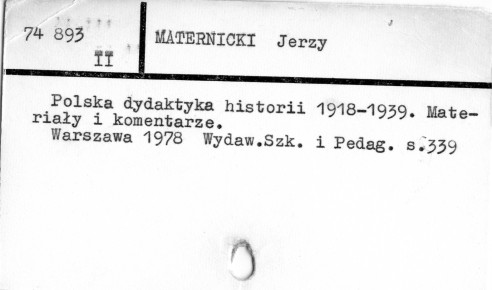 74 893
II
MATERNICKI Jerzy
Polska dydaktyka historii 1918-1939. Mate-
riały i komentarze.
Warszawa 1978 Wydaw.Szk. i Pedag. s.339